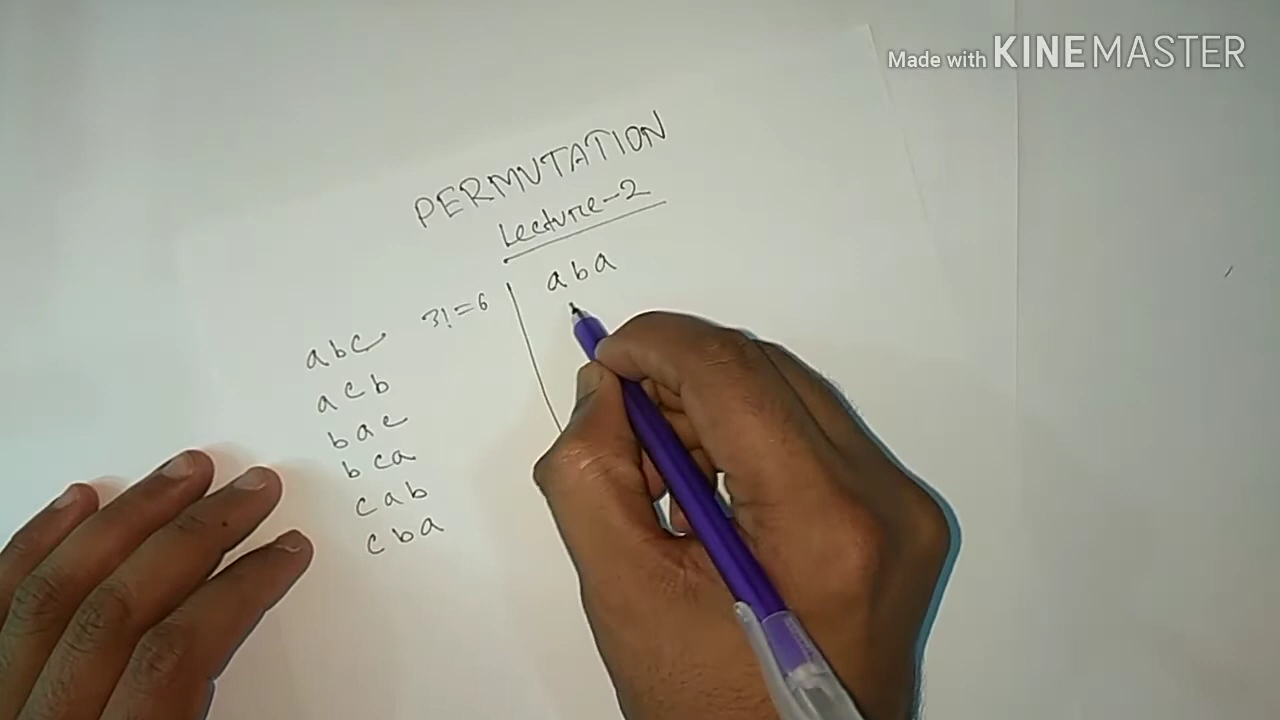 Made with KINEMASTER
PERMUTATION
Lecture-2
aba
3!=6
abc
acb
bac
bca
cab
cba